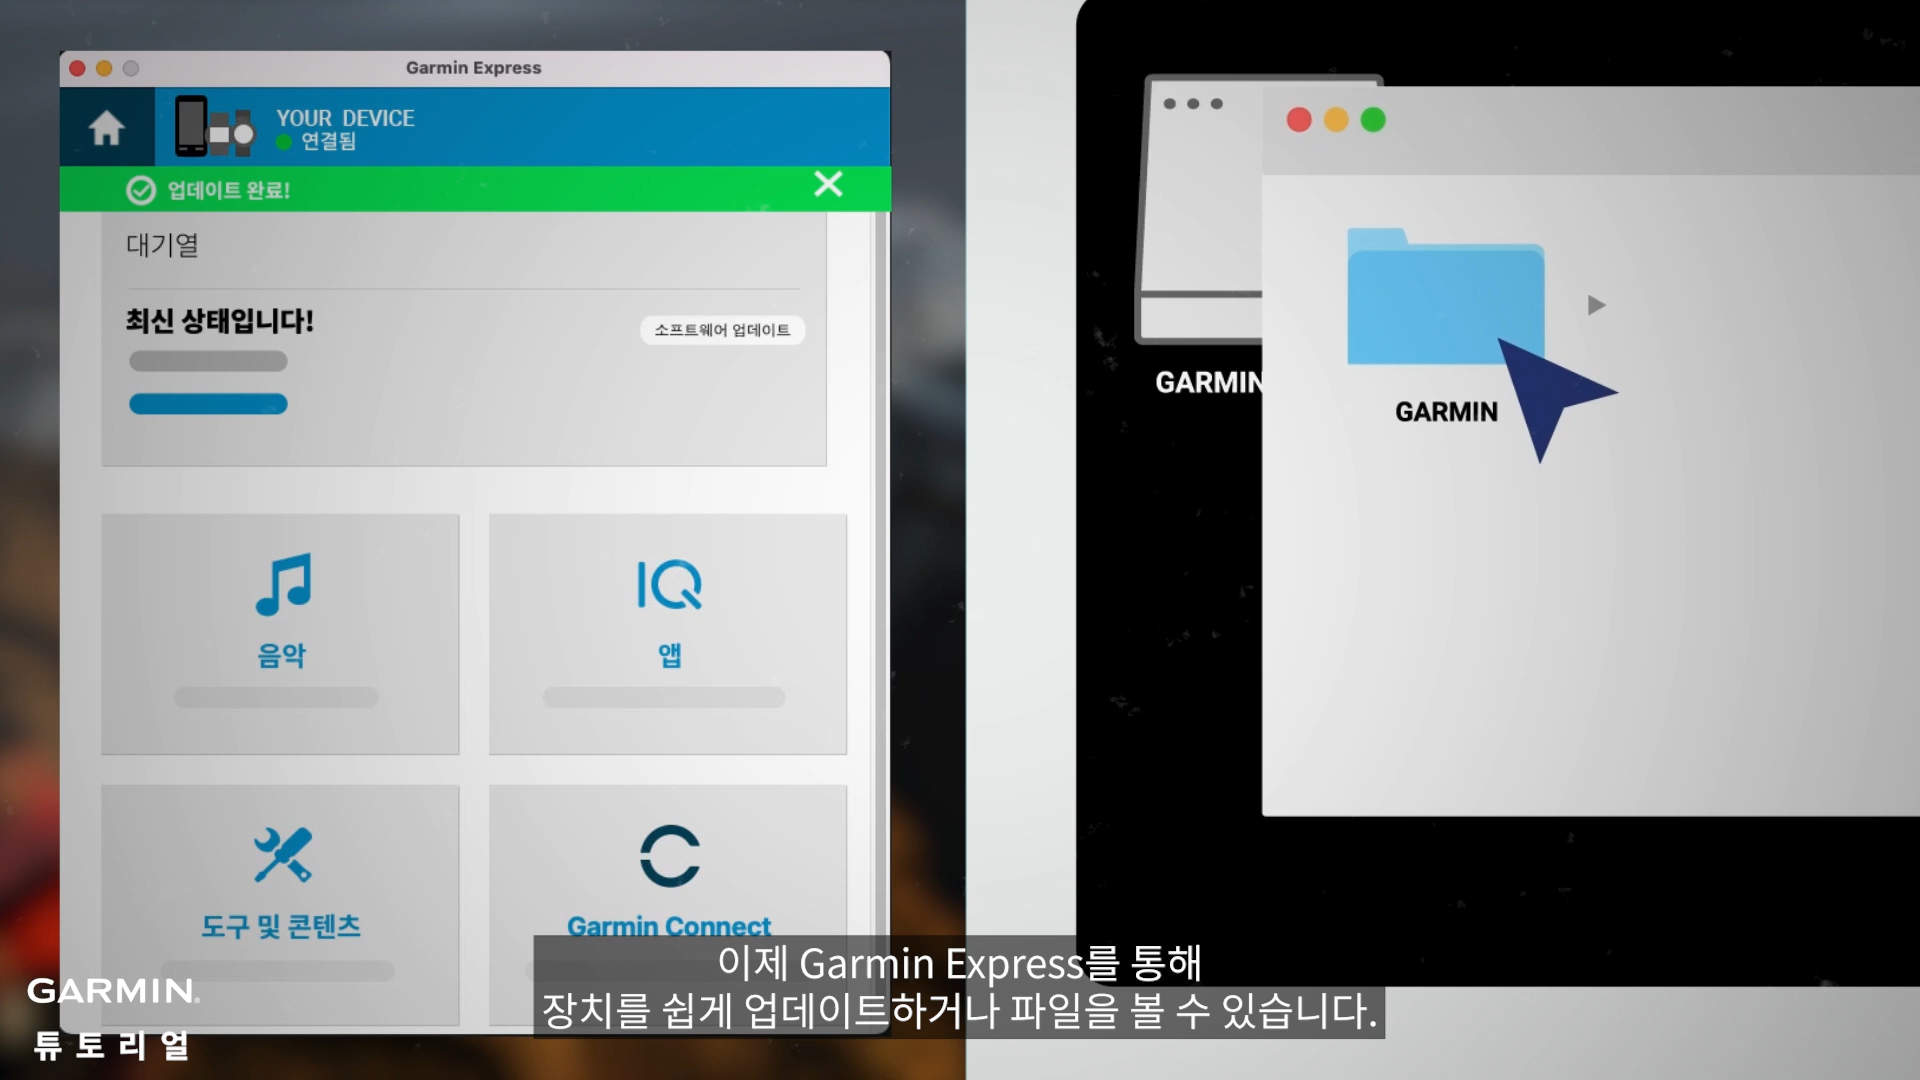 Garmin Express
YOUR DEVICE
연결됨
업데이트 완료!
대기열
최신 상태입니다!
소프트웨어 업데이트
음악
IQ
앱
도구 및 콘텐츠
Garmin Connect
GARMIN
GARMIN
이제 Garmin Express를 통해
장치를 쉽게 업데이트하거나 파일을 볼 수 있습니다.
GARMIN.
튜토리얼